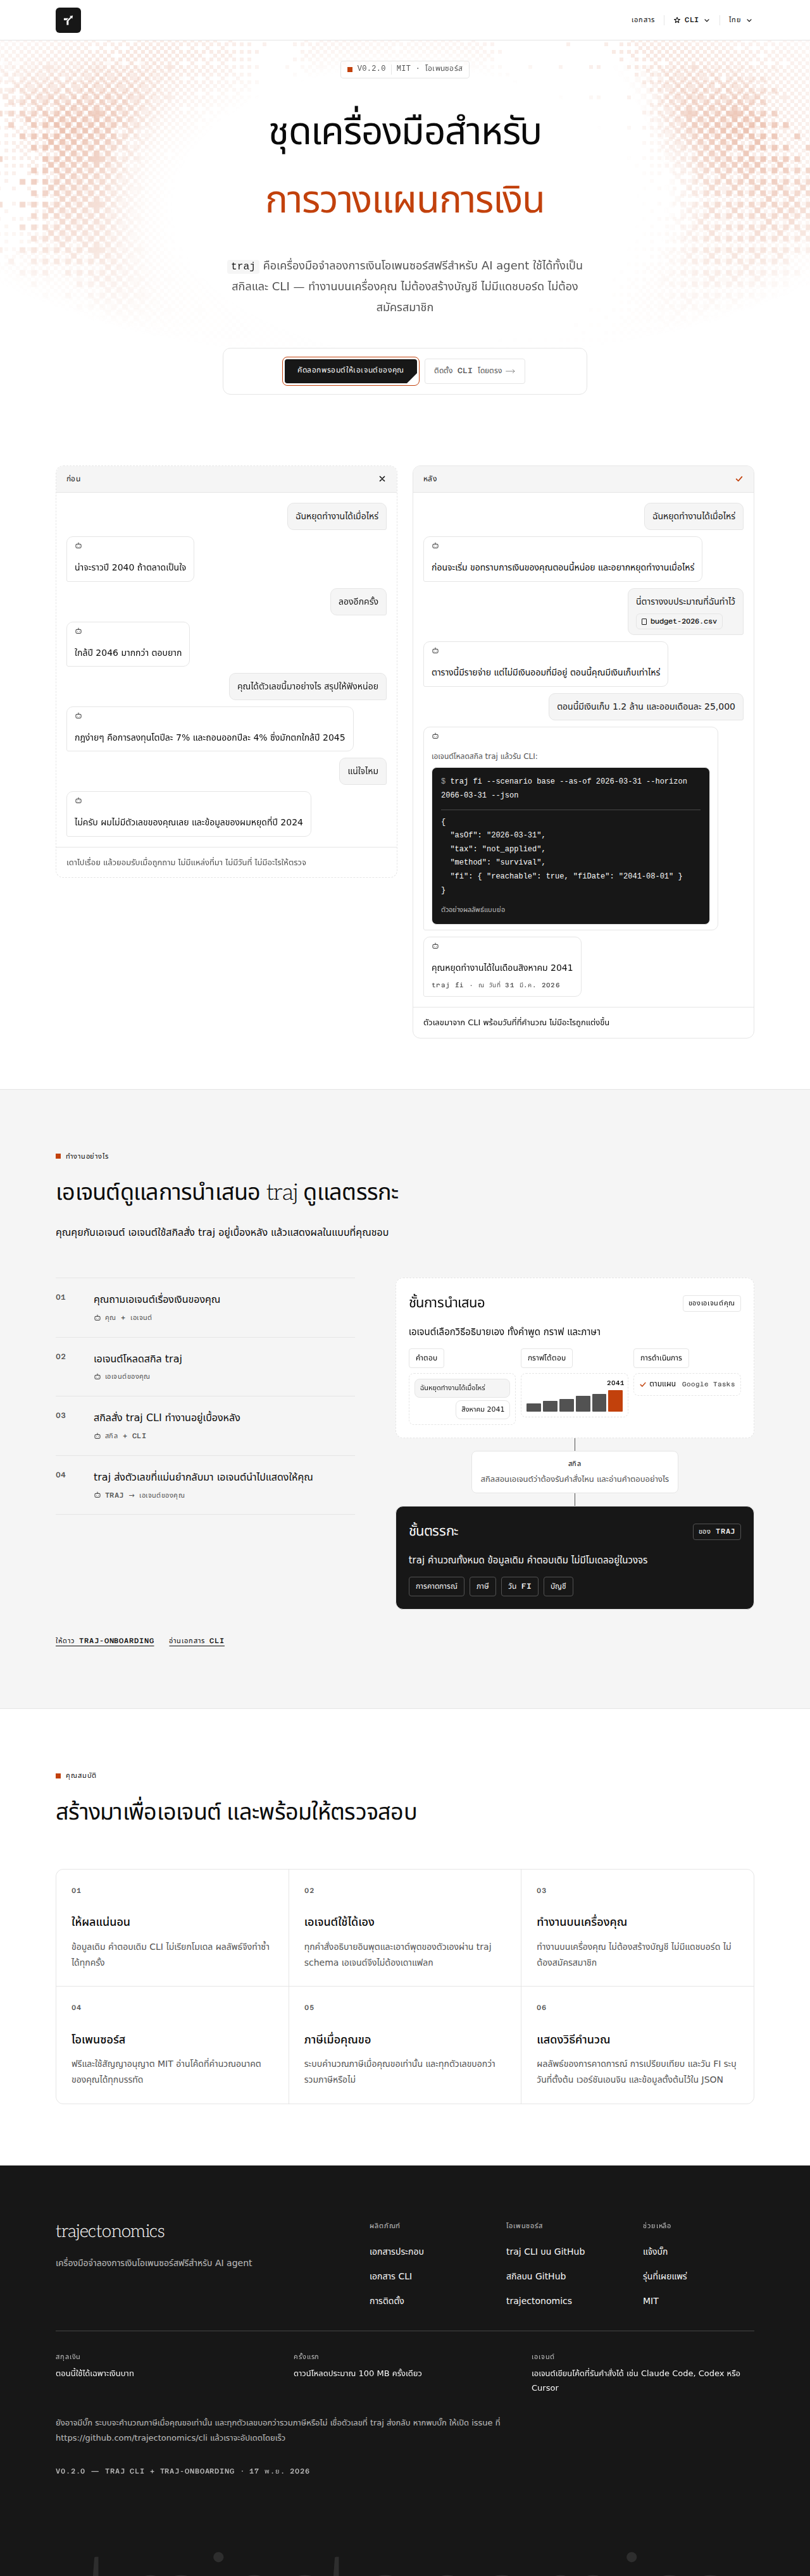 เอกสาร
CLI
ไทย
V0.2.0 MIT · โอเพนซอร์ส
ชุดเครื่องมือสำหรับ
การวางแผนการเงิน
traj คือเครื่องมือจำลองการเงินโอเพนซอร์สฟรีสำหรับ AI agent ใช้ได้ทั้งเป็น
สกิลและ CLI — ทำงานบนเครื่องคุณ ไม่ต้องสร้างบัญชี ไม่มีแดชบอร์ด ไม่ต้อง
สมัครสมาชิก
คัดลอกพรอนต์ให้เอเจนต์ของคุณ
ติดตั้ง CLI โดยตรง →
ก่อน
ฉันหยุดทำงานได้เมื่อไหร่
น่าจะราวปี 2040 ถ้าตลาดเป็นใจ
ลองอีกครั้ง
ใกล้ปี 2046 มากกว่า ตอบยาก
คุณได้ตัวเลขนี้มาอย่างไร สรุปให้ฟังหน่อย
กฎง่ายๆ คือการลงทุนโตปีละ 7% และถอนออกปีละ 4% ซึ่งมักตกใกล้ปี 2045
แน่ใจไหม
ไม่ครับ ผมไม่มีตัวเลขของคุณเลย และข้อมูลของผมหยุดที่ปี 2024
เดาไปเรื่อย แล้วยอมรับเมื่อถูกถาม ไม่มีแหล่งที่มา ไม่มีวันที่ ไม่มีอะไรให้ตรวจ
หลัง
ฉันหยุดทำงานได้เมื่อไหร่
ก่อนจะเริ่ม ขอทราบการเงินของคุณตอนนี้หน่อย และอยากหยุดทำงานเมื่อไหร่
นี่ตารางงบประมาณที่ฉันทำไว้
budget-2026.csv
ตารางนี้มีรายจ่าย แต่ไม่มีเงินออมที่มีอยู่ ตอนนี้คุณมีเงินเก็บเท่าไหร่
ตอนนี้มีเงินเก็บ 1.2 ล้าน และออมเดือนละ 25,000
เอเจนต์โหลดสกิล traj แล้วรัน CLI:
$ traj fi --scenario base --as-of 2026-03-31 --horizon
2066-03-31 --json
{
"asOf": "2026-03-31",
"tax": "not_applied",
"method": "survival",
"fi": { "reachable": true, "fiDate": "2041-08-01" }
}
ตัวอย่างผลลัพธ์แบบย่อ
คุณหยุดทำงานได้ในเดือนสิงหาคม 2041
traj fi · ณ วันที่ 31 มี.ค. 2026
ตัวเลขมาจาก CLI พร้อมวันที่ที่คำนวณ ไม่มีอะไรถูกแต่งขึ้น
ทำงานอย่างไร
เอเจนต์ดูแลการนำเสนอ traj ดูแลตรรกะ
คุณคุยกับเอเจนต์ เอเจนต์ใช้สกิลสั่ง traj อยู่เบื้องหลัง แล้วแสดงผลในแบบที่คุณชอบ
01
คุณถามเอเจนต์เรื่องเงินของคุณ
คุณ + เอเจนต์
02
เอเจนต์โหลดสกิล traj
เอเจนต์ของคุณ
03
สกิลสั่ง traj CLI ทำงานอยู่เบื้องหลัง
สกิล + CLI
04
traj ส่งตัวเลขที่แม่นยำกลับมา เอเจนต์นำไปแสดงให้คุณ
TRAJ → เอเจนต์ของคุณ
ชั้นการนำเสนอ
ของเอเจนต์คุณ
เอเจนต์เลือกวิธีอธิบายเอง ทั้งคำพูด กราฟ และภาษา
คำตอบ
กราฟโต้ตอบ
การดำเนินการ
ฉันหยุดทำงานได้เมื่อไหร่
สิงหาคม 2041
2041
ตามแผน Google Tasks
สกิล
สกิลสอนเอเจนต์ว่าต้องรันคำสั่งไหน และอ่านคำตอบอย่างไร
ชั้นตรรกะ
ของ TRAJ
traj คำนวณทั้งหมด ข้อมูลเดิม คำตอบเดิม ไม่มีโมเดลอยู่ในวงจร
การคาดการณ์
ภาษี
วัน FI
บัญชี
ให้ดาว TRAJ-ONBOARDING
อ่านเอกสาร CLI
คุณสมบัติ
สร้างมาเพื่อเอเจนต์ และพร้อมให้ตรวจสอบ
01
ให้ผลแน่นอน
ข้อมูลเดิม คำตอบเดิม CLI ไม่เรียกโมเดล ผลลัพธ์จึงทำซ้ำ
ได้ทุกครั้ง
02
เอเจนต์ใช้ได้เอง
ทุกคำสั่งอธิบายอินพุตและเอาต์พุตของตัวเองผ่าน traj
schema เอเจนต์จึงไม่ต้องเดาแฟลก
03
ทำงานบนเครื่องคุณ
ทำงานบนเครื่องคุณ ไม่ต้องสร้างบัญชี ไม่มีแดชบอร์ด ไม่
ต้องสมัครสมาชิก
04
โอเพนซอร์ส
ฟรีและใช้สัญญาอนุญาต MIT อ่านโค้ดที่คำนวณอนาคต
ของคุณได้ทุกบรรทัด
05
ภาษีเมื่อคุณขอ
ระบบคำนวณภาษีเมื่อคุณขอเท่านั้น และทุกตัวเลขบอกว่า
รวมภาษีหรือไม่
06
แสดงวิธีคำนวณ
ผลลัพธ์ของการคาดการณ์ การเปรียบเทียบ และวัน FI ระบุ
วันที่ตั้งต้น เวอร์ชันเอนจิน และข้อมูลตั้งต้นไว้ใน JSON
trajectonomics
เครื่องมือจำลองการเงินโอเพนซอร์สฟรีสำหรับ AI agent
ผลิตภัณฑ์
เอกสารประกอบ
เอกสาร CLI
การติดตั้ง
โอเพนซอร์ส
traj CLI บน GitHub
สกิลบน GitHub
trajectonomics
ช่วยเหลือ
แจ้งบั๊ก
รุ่นที่เผยแพร่
MIT
สกุลเงิน
ตอนนี้ใช้ได้เฉพาะเงินบาท
ครั้งแรก
ดาวน์โหลดประมาณ 100 MB ครั้งเดียว
เอเจนต์
เอเจนต์เขียนโค้ดที่รันคำสั่งได้ เช่น Claude Code, Codex หรือ
Cursor
ยังอาจมีบั๊ก ระบบจะคำนวณภาษีเมื่อคุณขอเท่านั้น และทุกตัวเลขบอกว่ารวมภาษีหรือไม่ เชื่อตัวเลขที่ traj ส่งกลับ หากพบบั๊ก ให้เปิด issue ที่
https://github.com/trajectonomics/cli แล้วเราจะอัปเดตโดยเร็ว
V0.2.0 — TRAJ CLI + TRAJ-ONBOARDING · 17 พ.ย. 2026